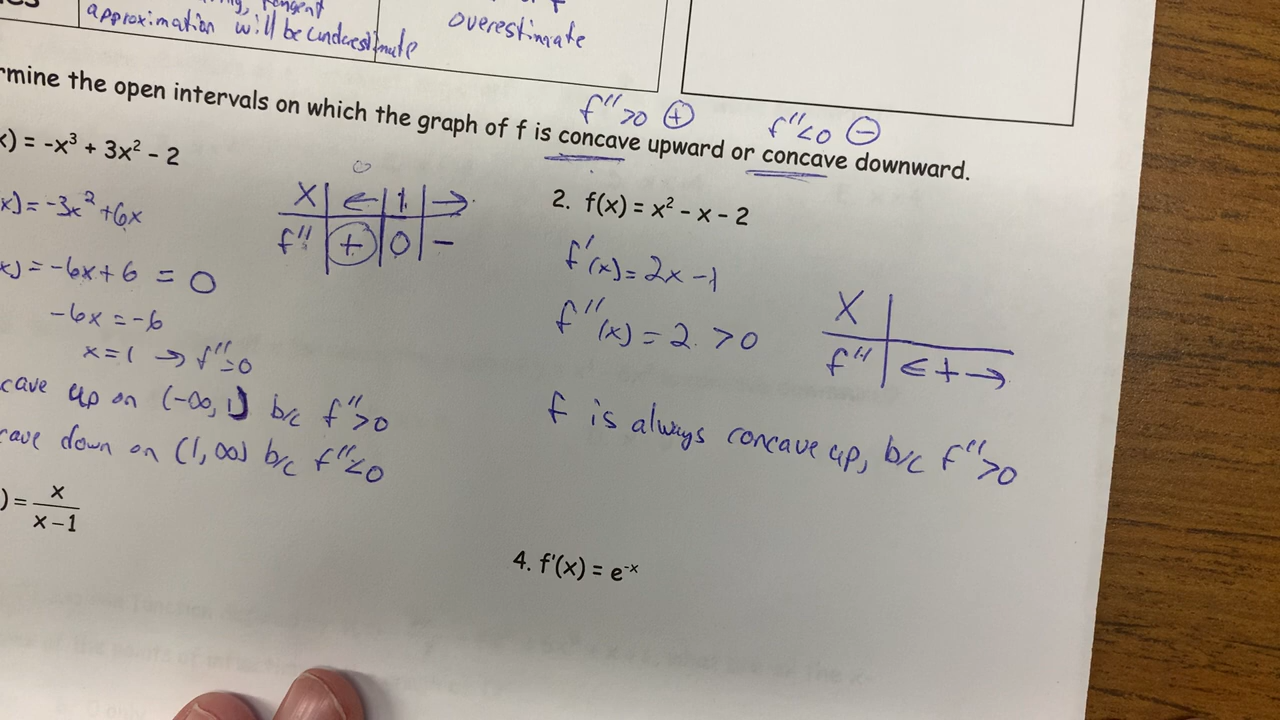 approximation will be underestimate
overestimate
rmine the open intervals on which the graph of f is concave upward or concave downward.
f''>0 ⊕
f''<0 ⊖
x) = -x³ + 3x² - 2
x)=-3x² +6x
x)=-6x+6 = 0
-6x=-6
x=1 → f''=0
cave up on (-∞,1) b/c f''>0
cave down on (1,∞) b/c f''<0
0
X ← 1 →
f'' + 0 -
2. f(x) = x² - x - 2
f'(x)=2x-1
f''(x)=2 >0
X
f'' ← + →
f is always concave up, b/c f''>0
) = x
x - 1
4. f'(x) = e⁻ˣ